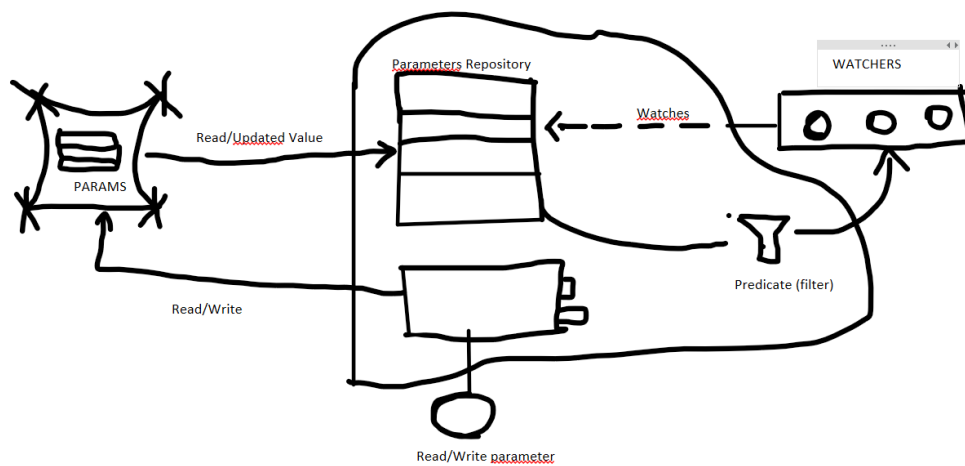 Parameters Repository
WATCHERS
Watches
Read/Updated Value
PARAMS
Predicate (filter)
Read/Write
Read/Write parameter